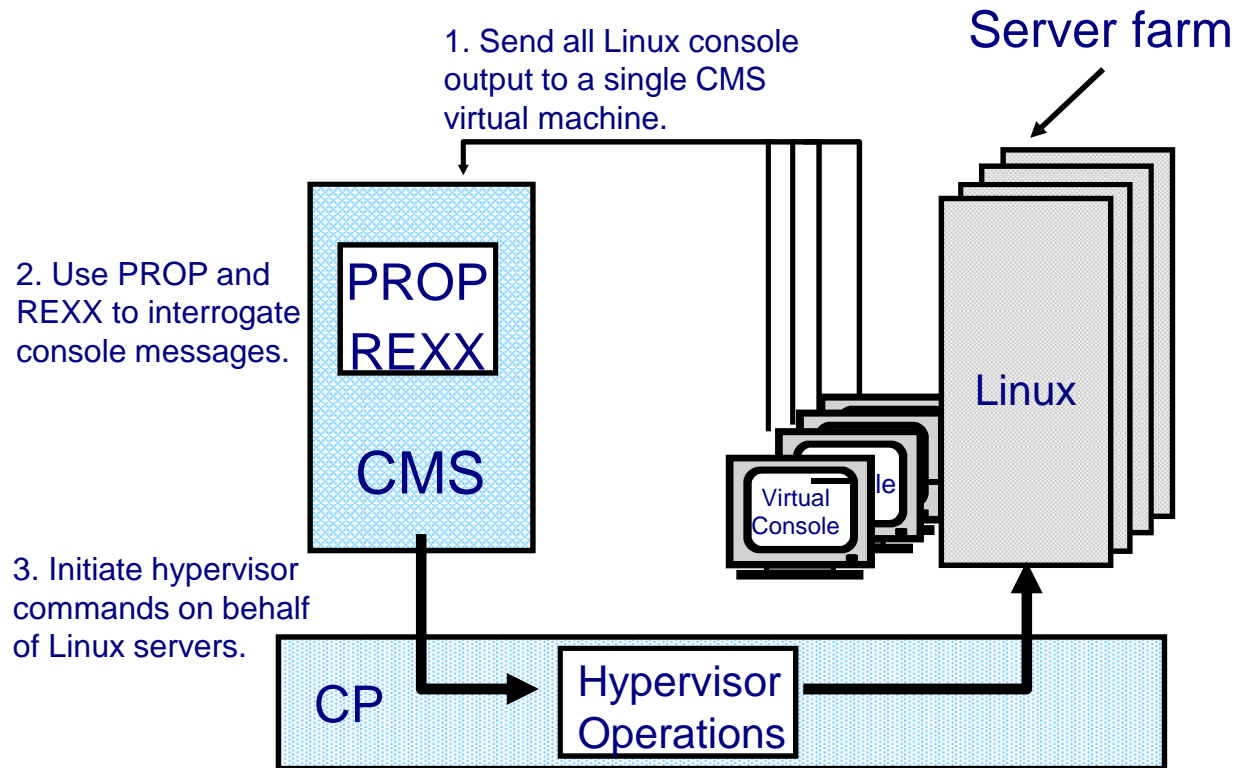 Server farm
1. Send all Linux console
output to a single CMS
virtual machine.
2. Use PROP and
REXX to interrogate
console messages.
PROP
REXX
CMS
Linux
Virtual
Console
le
3. Initiate hypervisor
commands on behalf
of Linux servers.
CP
Hypervisor
Operations